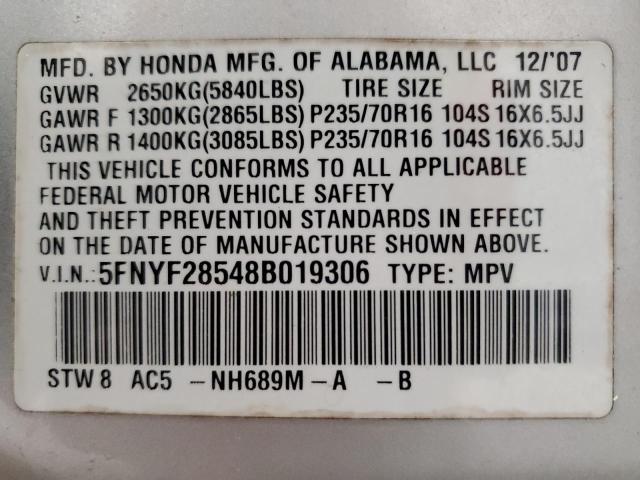 MFD. BY HONDA MFG. OF ALABAMA, LLC 12/'07
GVWR 2650KG(5840LBS) TIRE SIZE RIM SIZE
GAWR F 1300KG(2865LBS) P235/70R16 104S 16X6.5JJ
GAWR R 1400KG(3085LBS) P235/70R16 104S 16X6.5JJ
THIS VEHICLE CONFORMS TO ALL APPLICABLE
FEDERAL MOTOR VEHICLE SAFETY
AND THEFT PREVENTION STANDARDS IN EFFECT
ON THE DATE OF MANUFACTURE SHOWN ABOVE.
V.I.N.: 5FNYF28548B019306 TYPE: MPV
STW 8 AC5 -NH689M-A -B